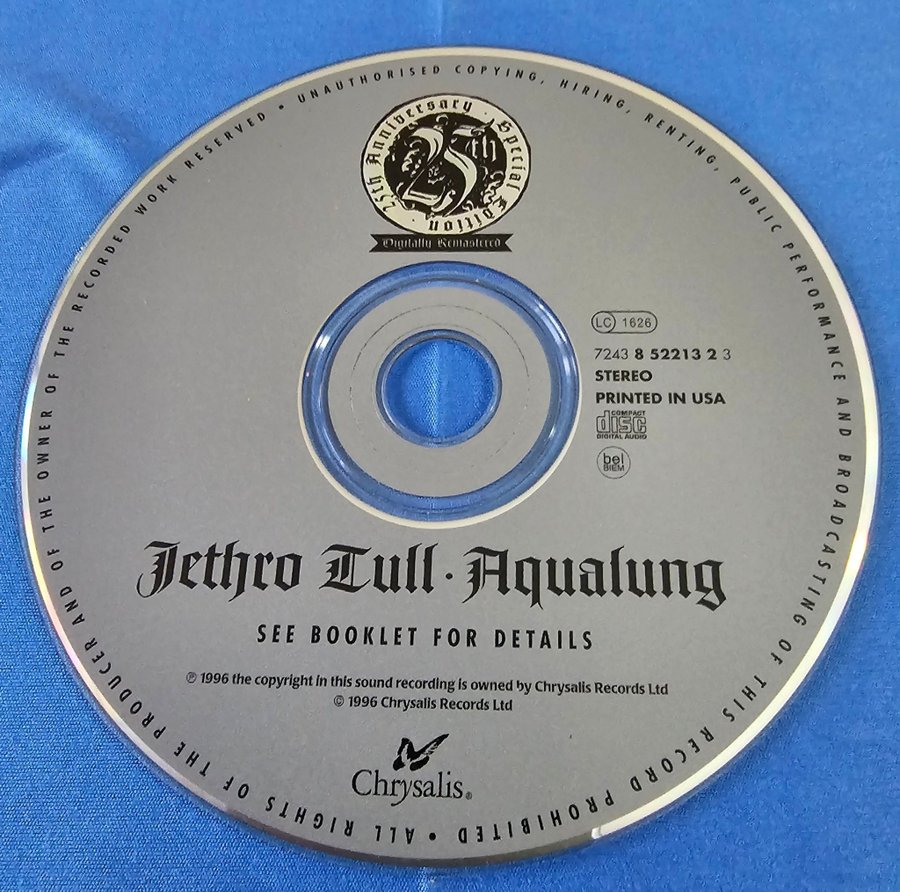 UNAUTHORISED COPYING, HIRING, RENTING, PUBLIC PERFORMANCE AND BROADCASTING OF THIS RECORD PROHIBITED • ALL RIGHTS OF THE PRODUCER AND OF THE OWNER OF THE RECORDED WORK RESERVED •
25th Anniversary · Special Edition ·
25th
Digitally Remastered
LC 1626
7243 8 52213 2 3
STEREO
PRINTED IN USA
COMPACT
disc
DIGITAL AUDIO
bel
BIEM
Jethro Tull · Aqualung
SEE BOOKLET FOR DETAILS
℗ 1996 the copyright in this sound recording is owned by Chrysalis Records Ltd
© 1996 Chrysalis Records Ltd
Chrysalis®